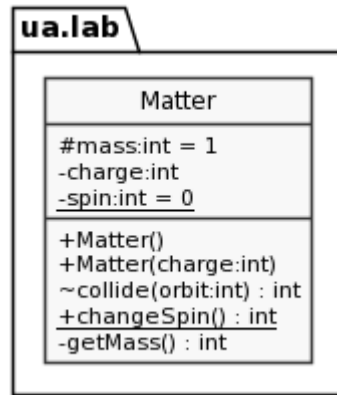 ua.lab
Matter
#mass:int = 1
-charge:int
-spin:int = 0
+Matter()
+Matter(charge:int)
~collide(orbit:int) : int
+changeSpin() : int
-getMass() : int